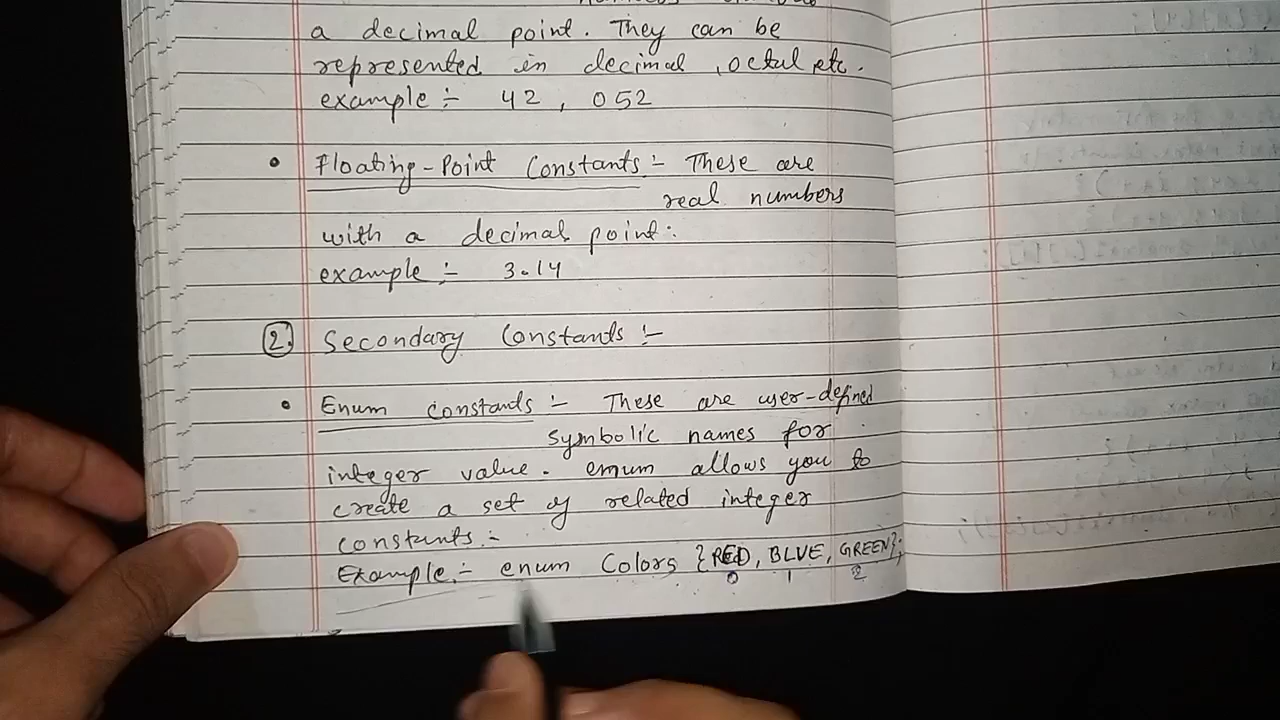 a decimal point. They can be
represented in decimal, octal etc.
example :- 42, 052
• Floating-Point Constants :- These are
real numbers
with a decimal point :
example :- 3.14
2. Secondary Constants :-
• Enum constants :- These are user-defined
symbolic names for
integer value. emum allows you to
create a set of related integer
constants. :-
Example :- enum Colors {RED, BLUE, GREEN};
0 1 2